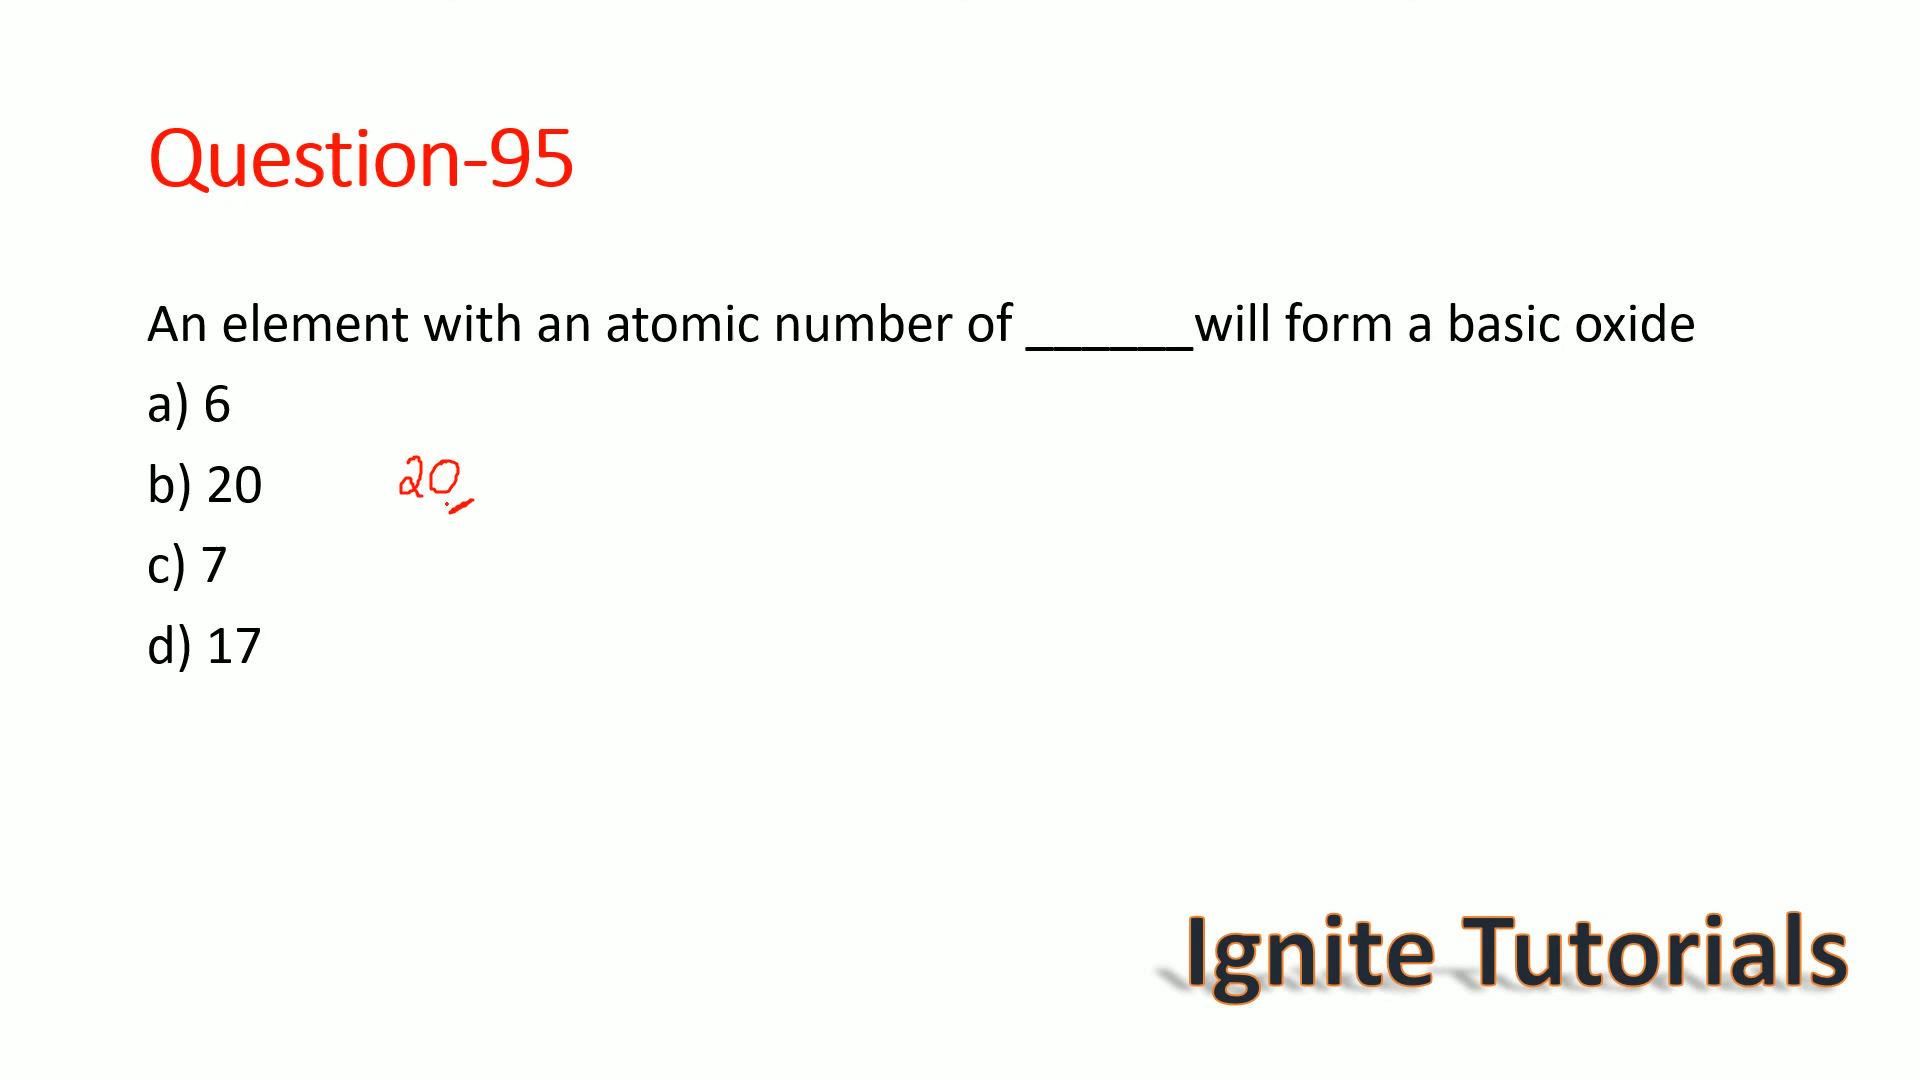 Question-95
An element with an atomic number of ______will form a basic oxide
a) 6
b) 20 20
c) 7
d) 17
Ignite Tutorials